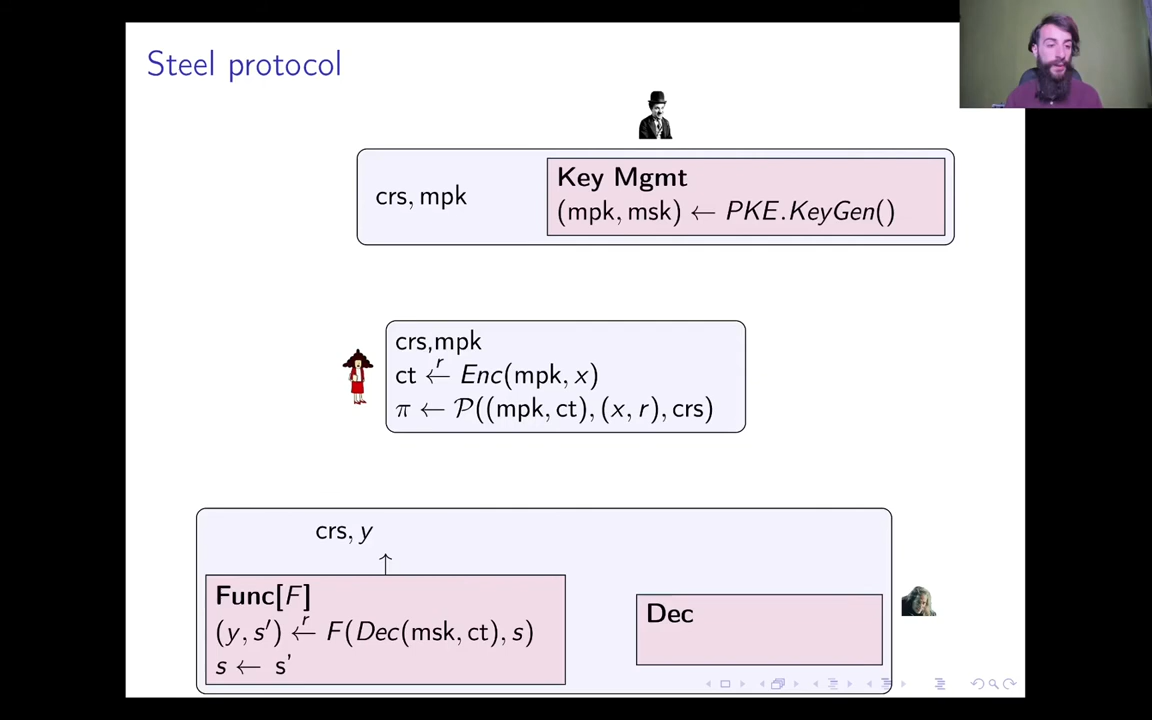 Steel protocol
crs, mpk
Key Mgmt
(mpk, msk) ← PKE.KeyGen()
crs,mpk
ct ←r Enc(mpk, x)
π ← 𝒫((mpk, ct), (x, r), crs)
crs, y
↑
Func[F]
(y, s′) ←r F(Dec(msk, ct), s)
s ← s'
Dec